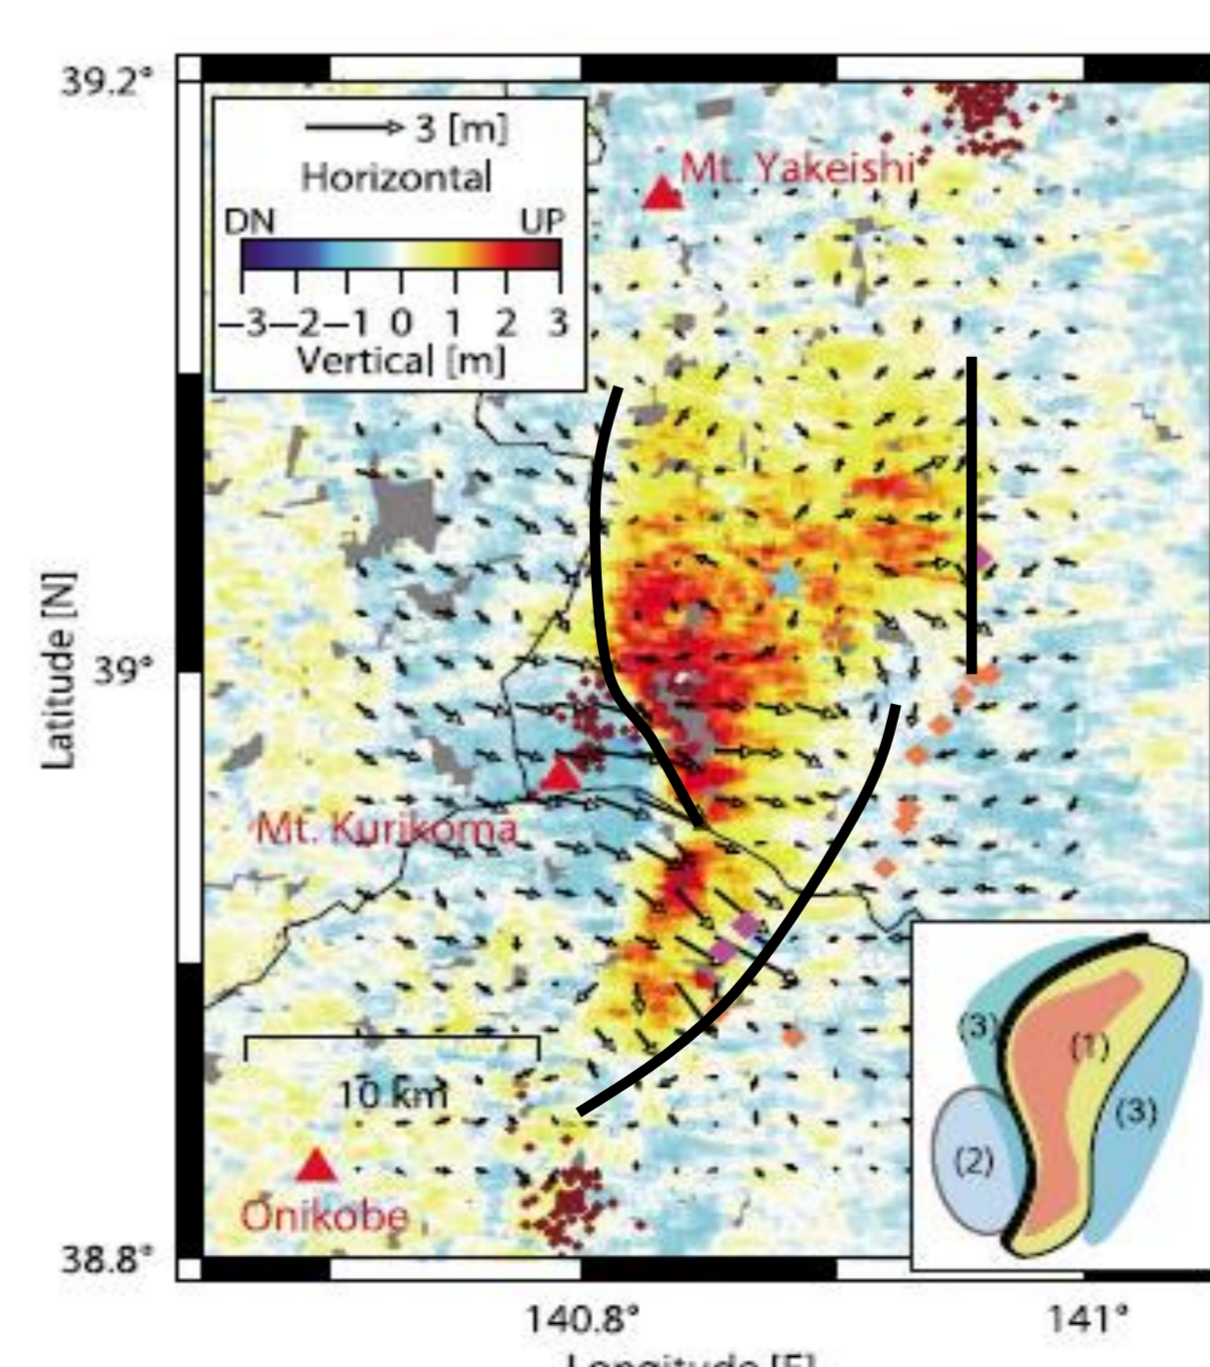 39.2°
3 [m]
Horizontal
DN UP
−3−2−1 0 1 2 3
Vertical [m]
Mt. Yakeishi
Latitude [N]
39°
Mt. Kurikoma
10 km
Onikobe
(3)
(1)
(3)
(2)
38.8°
140.8° 141°
Longitude [E]